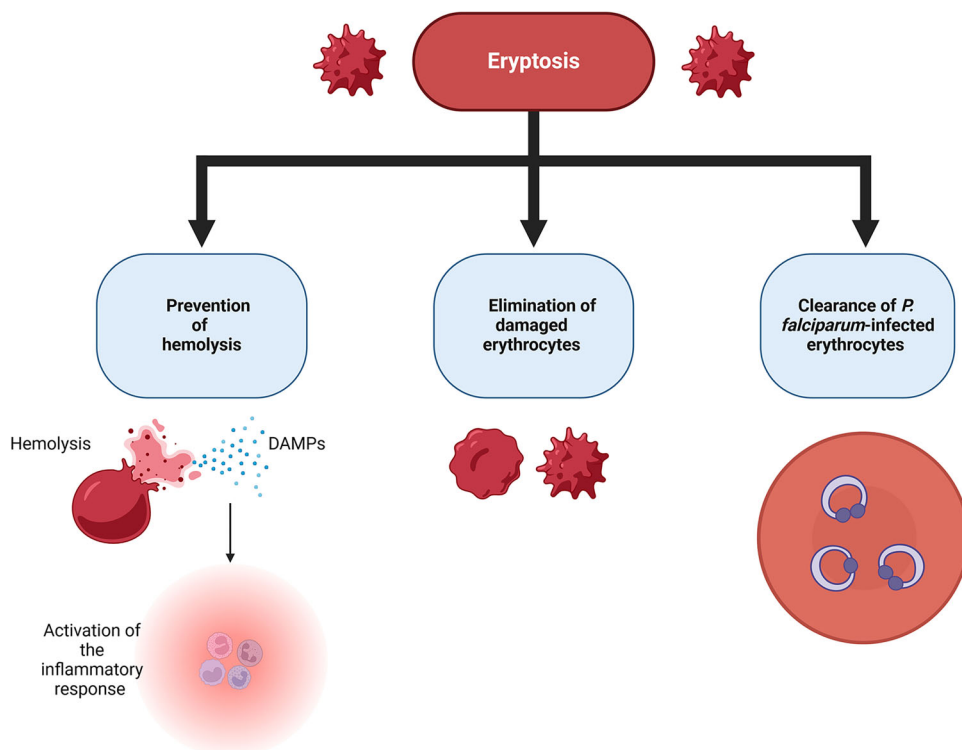 Eryptosis
Prevention
of
hemolysis
Elimination of
damaged
erythrocytes
Clearance of P.
falciparum-infected
erythrocytes
Hemolysis
DAMPs
Activation of
the
inflammatory
response